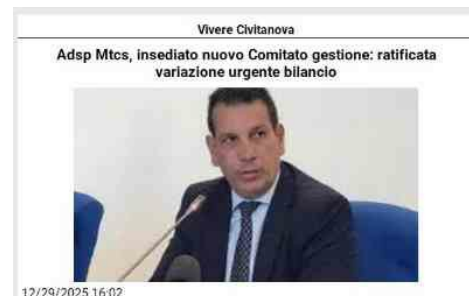 Vivere Civitanova
Adsp Mtcs, insediato nuovo Comitato gestione: ratificata
variazione urgente bilancio
12/29/2025 16:02